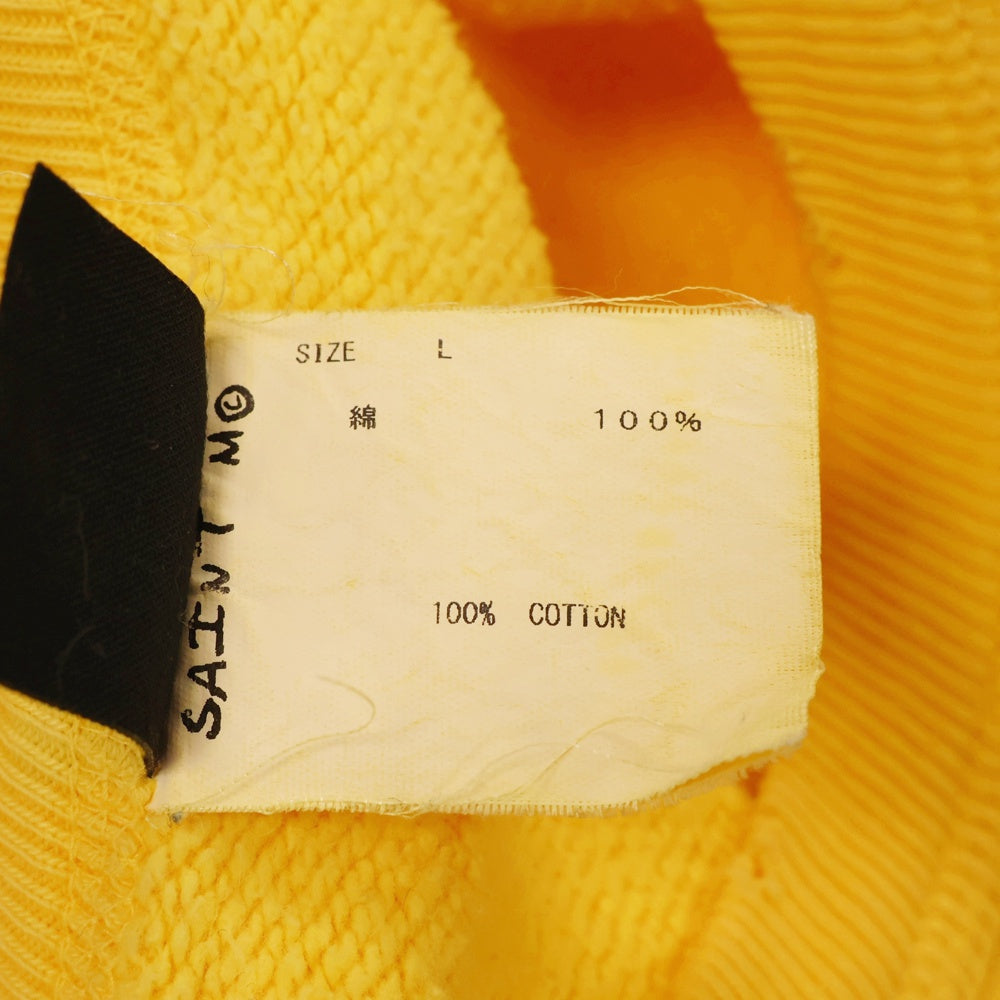 SIZE L
綿 100%
100% COTTON
SAINT M